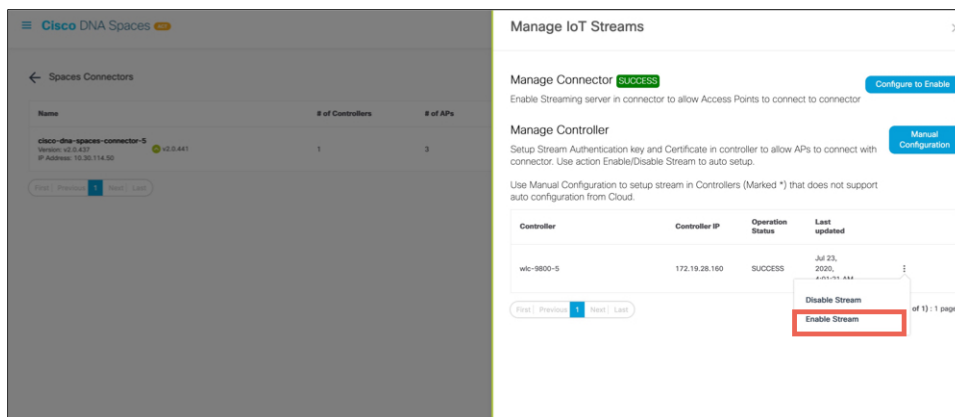 Cisco DNA Spaces
Spaces Connectors
Name # of Controllers # of APs
cisco-dna-spaces-connector-5
Version: v2.0.437 v2.0.441 1 3
IP Address: 10.30.114.50
First Previous 1 Next Last
Manage IoT Streams
Manage Connector SUCCESS
Configure to Enable
Enable Streaming server in connector to allow Access Points to connect to connector
Manage Controller
Manual
Configuration
Setup Stream Authentication key and Certificate in controller to allow APs to connect with
connector. Use action Enable/Disable Stream to auto setup.
Use Manual Configuration to setup stream in Controllers (Marked *) that does not support
auto configuration from Cloud.
Controller Controller IP Operation Status Last updated
wlc-9800-5 172.19.28.160 SUCCESS Jul 23,
2020,
4:01:21 AM
Disable Stream
Enable Stream
First Previous 1 Next Last
of 1) : 1 page